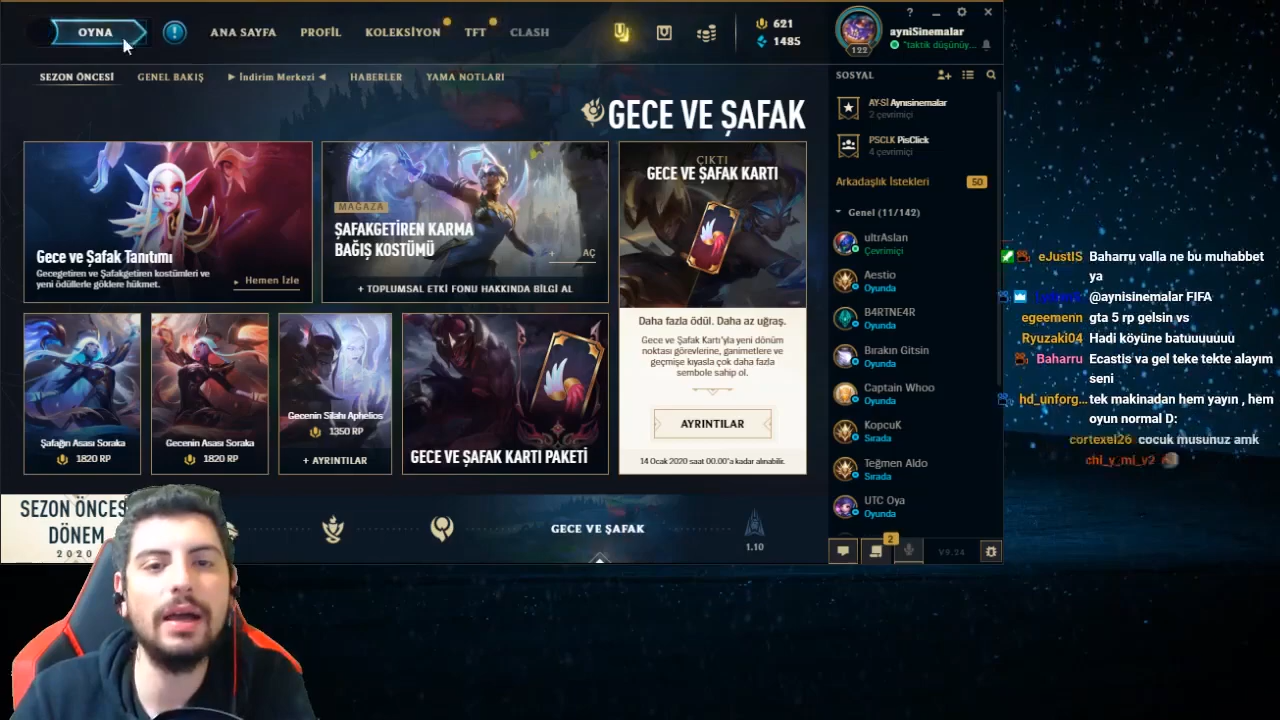 OYNA
ANA SAYFA
PROFİL
KOLEKSİYON
TFT
CLASH
621
1485
122
ayniSinemalar
"taktik düşünüy...
SEZON ÖNCESİ
GENEL BAKIŞ
▶ İndirim Merkezi ◀
HABERLER
YAMA NOTLARI
GECE VE ŞAFAK
Gece ve Şafak Tanıtımı
Gecegetiren ve Şafakgetiren kostümleri ve
yeni ödüllerle göklere hükmet.
Hemen İzle
MAĞAZA
ŞAFAKGETİREN KARMA
BAĞIŞ KOSTÜMÜ
AÇ
+ TOPLUMSAL ETKİ FONU HAKKINDA BİLGİ AL
ÇIKTI
GECE VE ŞAFAK KARTI
Daha fazla ödül. Daha az uğraş.
Gece ve Şafak Kartı'yla yeni dönüm
noktası görevlerine, ganimetlere ve
geçmişe kıyasla çok daha fazla
sembole sahip ol.
AYRINTILAR
14 Ocak 2020 saat 00.00'a kadar alınabilir.
Şafağın Asası Soraka
1820 RP
Gecenin Asası Soraka
1820 RP
Gecenin Silahı Aphelios
1350 RP
+ AYRINTILAR
GECE VE ŞAFAK KARTI PAKETİ
SEZON ÖNCES
DÖNEM
2020
GECE VE ŞAFAK
1.10
SOSYAL
AY-Sİ Aynısinemalar
2 çevrimiçi
PSCLK PisClick
4 çevrimiçi
Arkadaşlık İstekleri
50
Genel (11/142)
ultrAslan
Çevrimiçi
Aestio
Oyunda
B4RTNE4R
Oyunda
Bırakın Gitsin
Oyunda
Captain Whoo
Oyunda
KopcuK
Sırada
Teğmen Aldo
Sırada
UTC Oya
Oyunda
2
V9.24
eJustIS Baharru valla ne bu muhabbet
ya
@aynisinemalar FIFA
egeemenn gta 5 rp gelsin vs
Ryuzaki04 Hadi köyüne batuuuuuuü
Baharru Ecastls va gel teke tekte alayim
seni
hd_unforg... tek makinadan hem yayın , hem
oyun normal D:
cortexei26 cocuk musunuz amk
chi_y_mi_v2